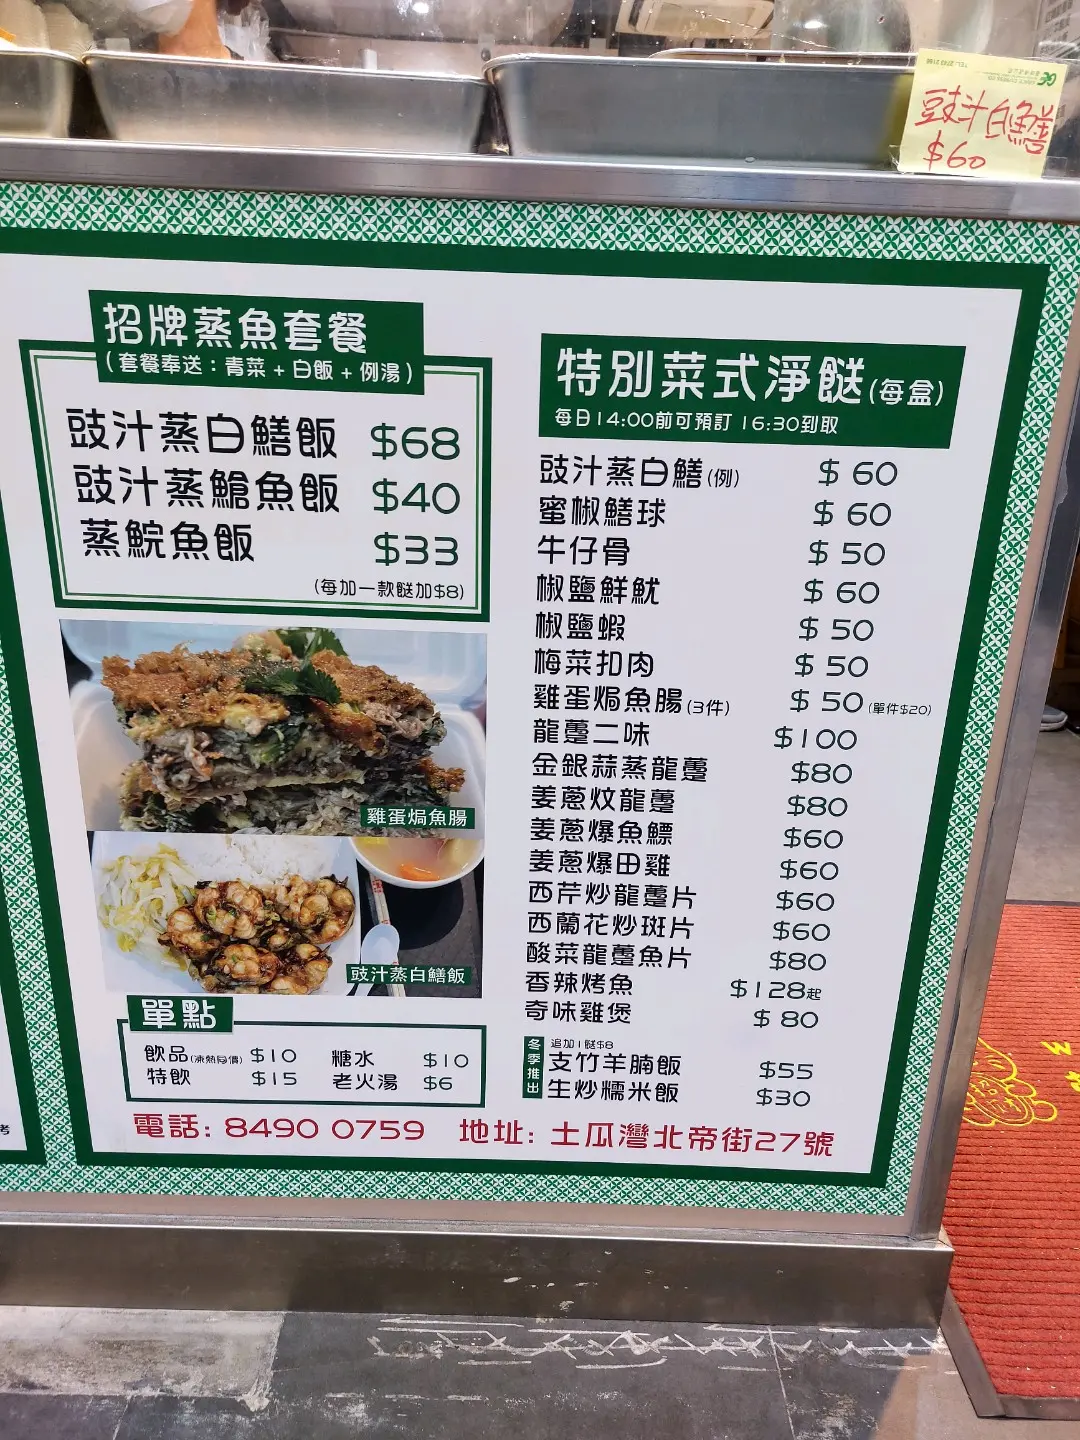 豉汁白鱔
$60
招牌蒸魚套餐
(套餐奉送：青菜+白飯+例湯)
豉汁蒸白鱔飯 $68
豉汁蒸鯧魚飯 $40
蒸鯇魚飯 $33
(每加一款餸加$8)
雞蛋焗魚腸
豉汁蒸白鱔飯
單點
飲品(凍熱同價) $10 糖水 $10
特飲 $15 老火湯 $6
特別菜式淨餸(每盒)
每日14:00前可預訂 16:30到取
豉汁蒸白鱔(例) $60
蜜椒鱔球 $60
牛仔骨 $50
椒鹽鮮魷 $60
椒鹽蝦 $50
梅菜扣肉 $50
雞蛋焗魚腸(3件) $50(單件$20)
龍躉二味 $100
金銀蒜蒸龍躉 $80
姜蔥炆龍躉 $80
姜蔥爆魚鰾 $60
姜蔥爆田雞 $60
西芹炒龍躉片 $60
西蘭花炒斑片 $60
酸菜龍躉魚片 $80
香辣烤魚 $128起
奇味雞煲 $80
冬季推出
追加1餸$8
支竹羊腩飯 $55
生炒糯米飯 $30
電話: 8490 0759 地址: 土瓜灣北帝街27號